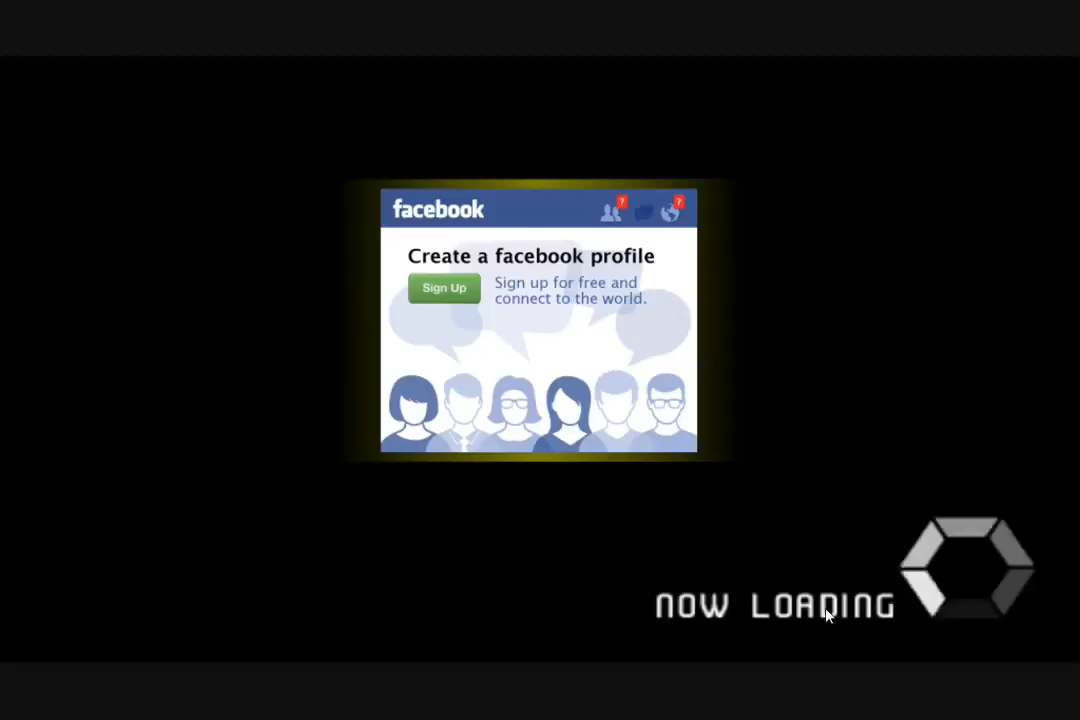 facebook
? ?
Create a facebook profile
Sign Up
Sign up for free and
connect to the world.
NOW LOADING